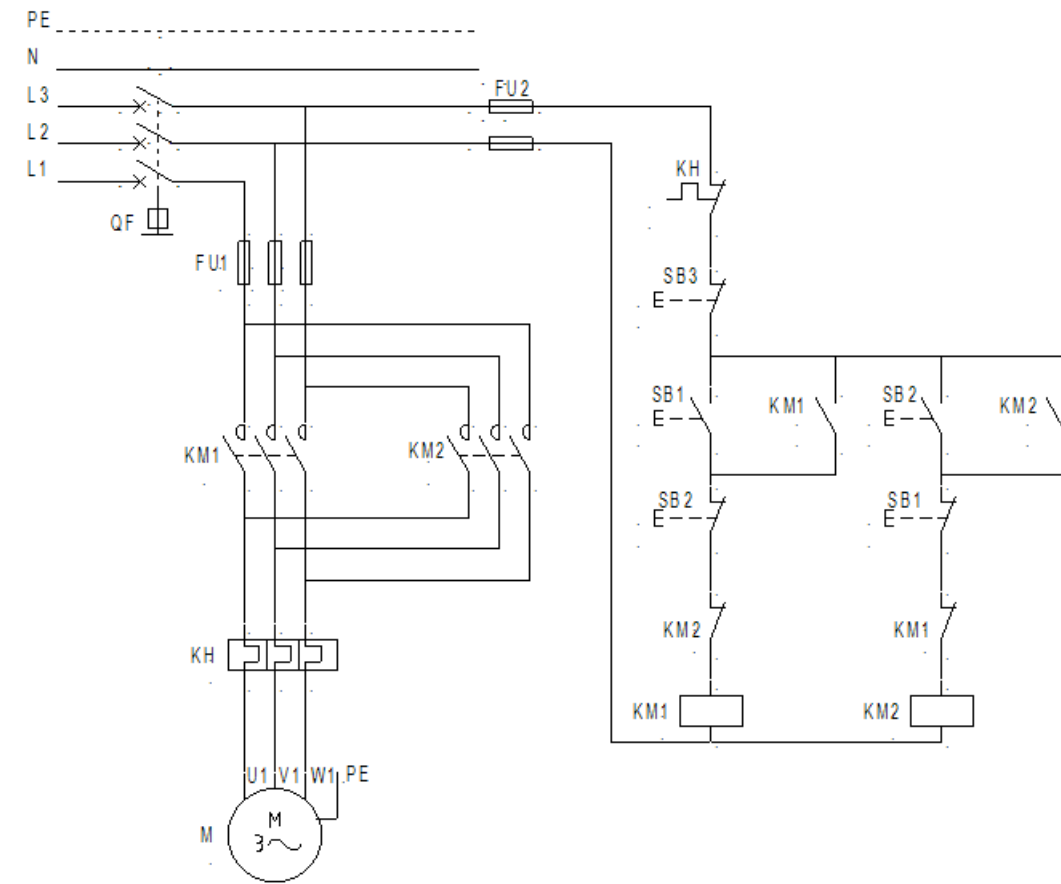 PE
N
L3
L2
L1
QF
FU2
FU1
KH
SB3
SB1
KM1
SB2
KM2
KM1
KM2
SB2
SB1
KM2
KM1
KH
KM1
KM2
U1 V1 W1 PE
M
M
3~